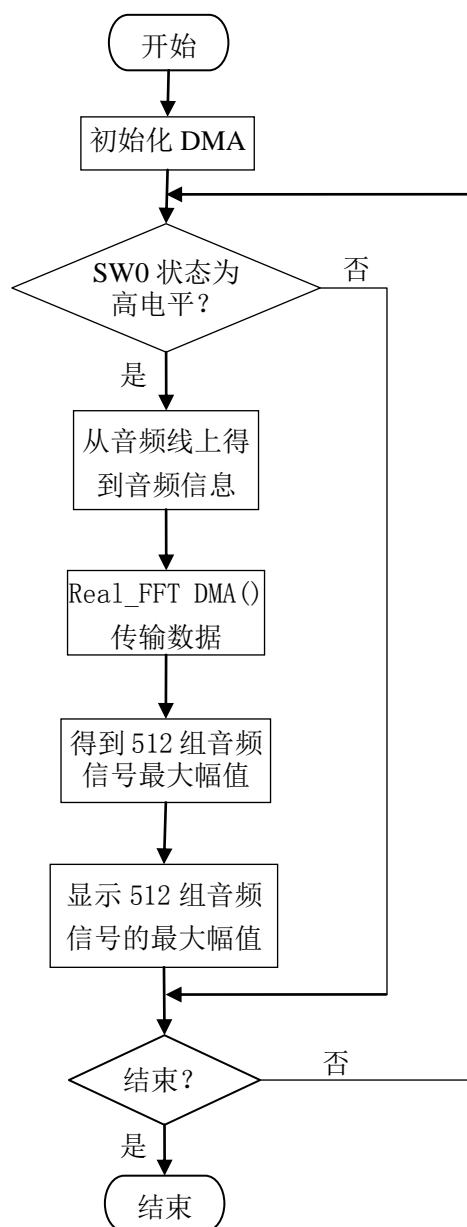 开始
初始化 DMA
SW0 状态为
高电平?
否
是
从音频线上得
到音频信息
Real_FFT DMA()
传输数据
得到 512 组音频
信号最大幅值
显示 512 组音频
信号的最大幅值
结束?
否
是
结束